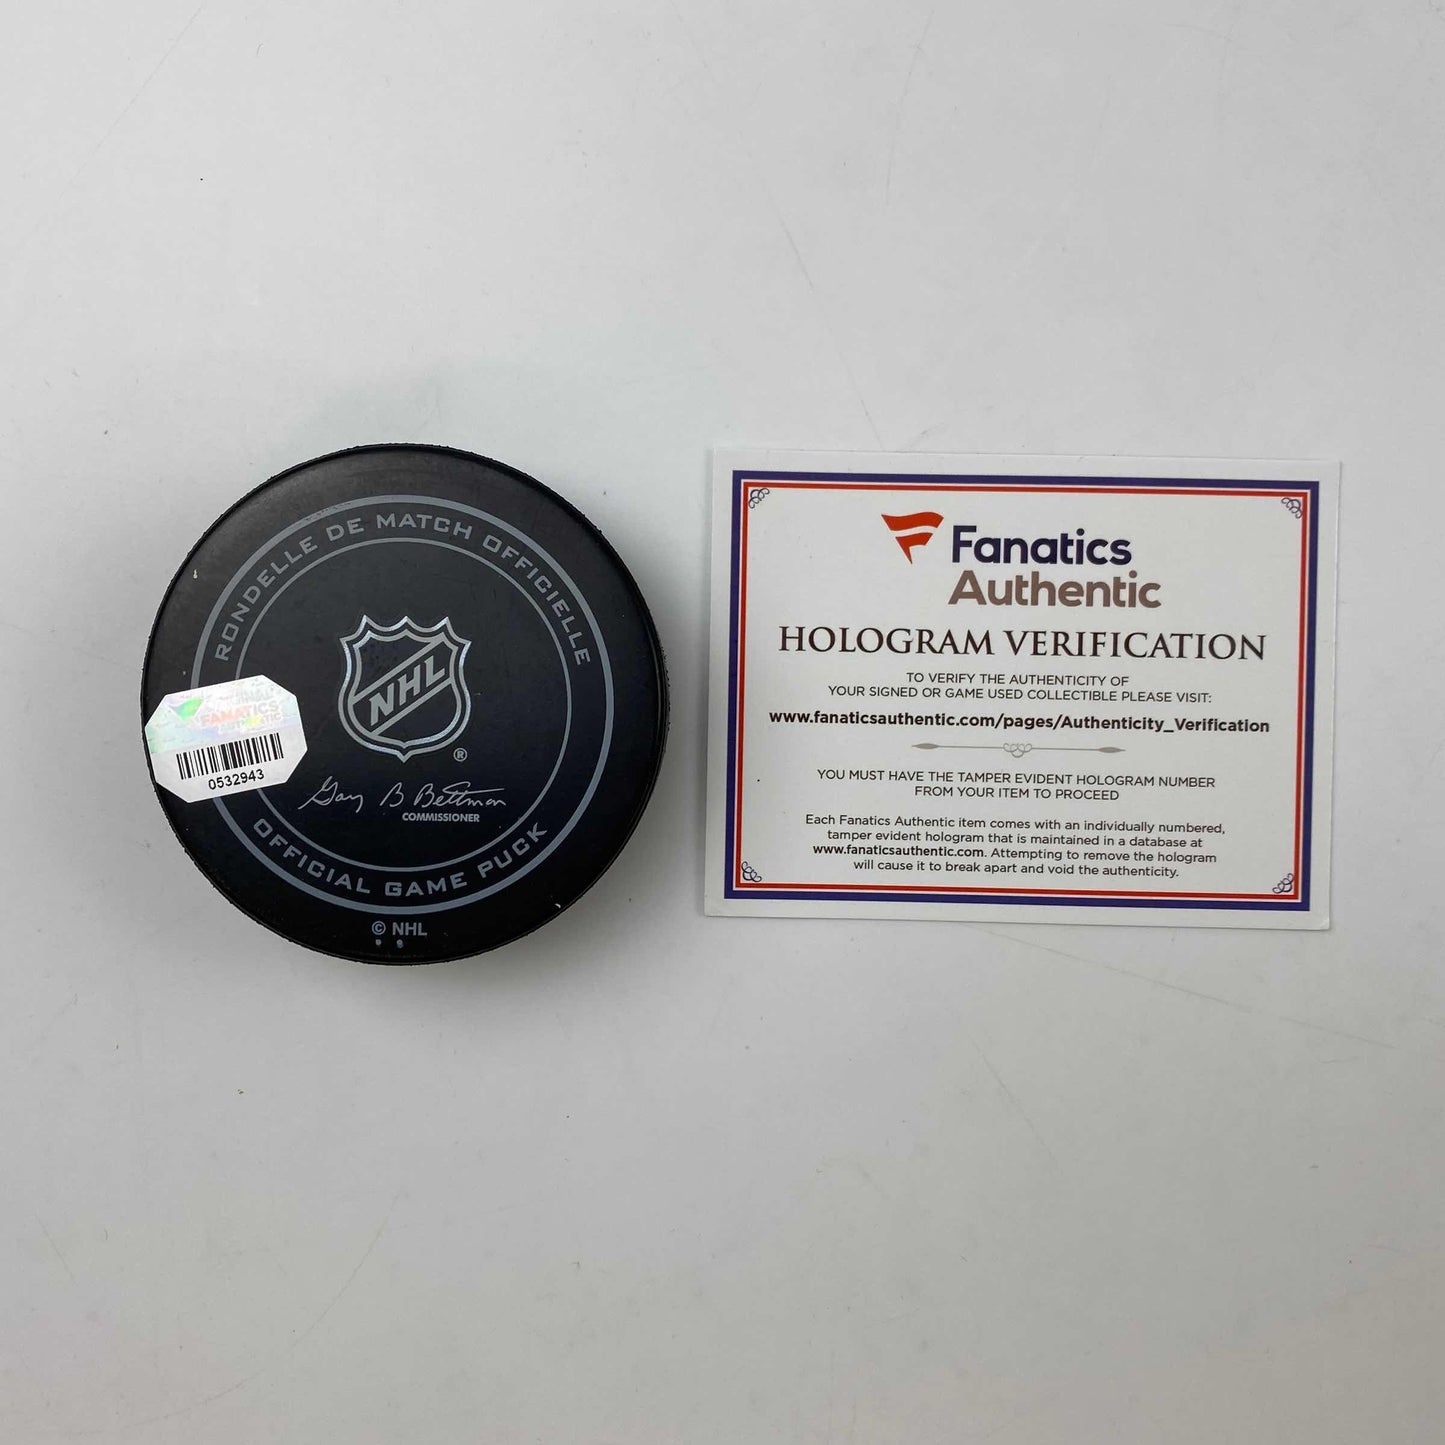 RONDELLE DE MATCH OFFICIELLE
NHL
®
FANATICS
AUTHENTIC
0532943
Gary B Bettman
COMMISSIONER
OFFICIAL GAME PUCK
© NHL
Fanatics
Authentic
HOLOGRAM VERIFICATION
TO VERIFY THE AUTHENTICITY OF
YOUR SIGNED OR GAME USED COLLECTIBLE PLEASE VISIT:
www.fanaticsauthentic.com/pages/Authenticity_Verification
YOU MUST HAVE THE TAMPER EVIDENT HOLOGRAM NUMBER
FROM YOUR ITEM TO PROCEED
Each Fanatics Authentic item comes with an individually numbered,
tamper evident hologram that is maintained in a database at
www.fanaticsauthentic.com. Attempting to remove the hologram
will cause it to break apart and void the authenticity.